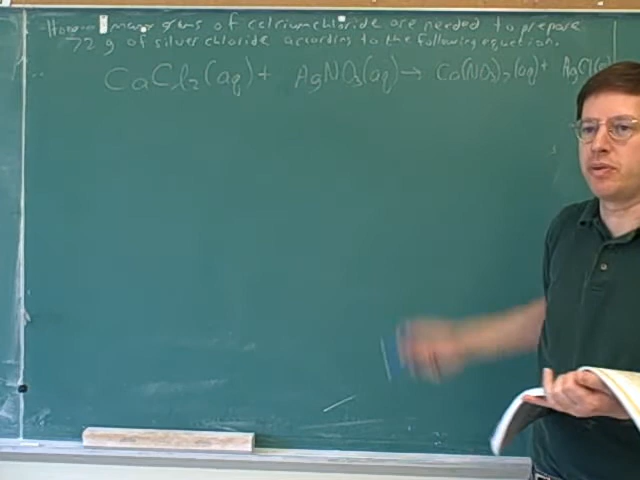 How many grams of calcium chloride are needed to prepare
72 g of silver chloride according to the following equation.
CaCl₂(aq) + AgNO₃(aq) → Ca(NO₃)₂(aq) + AgCl(